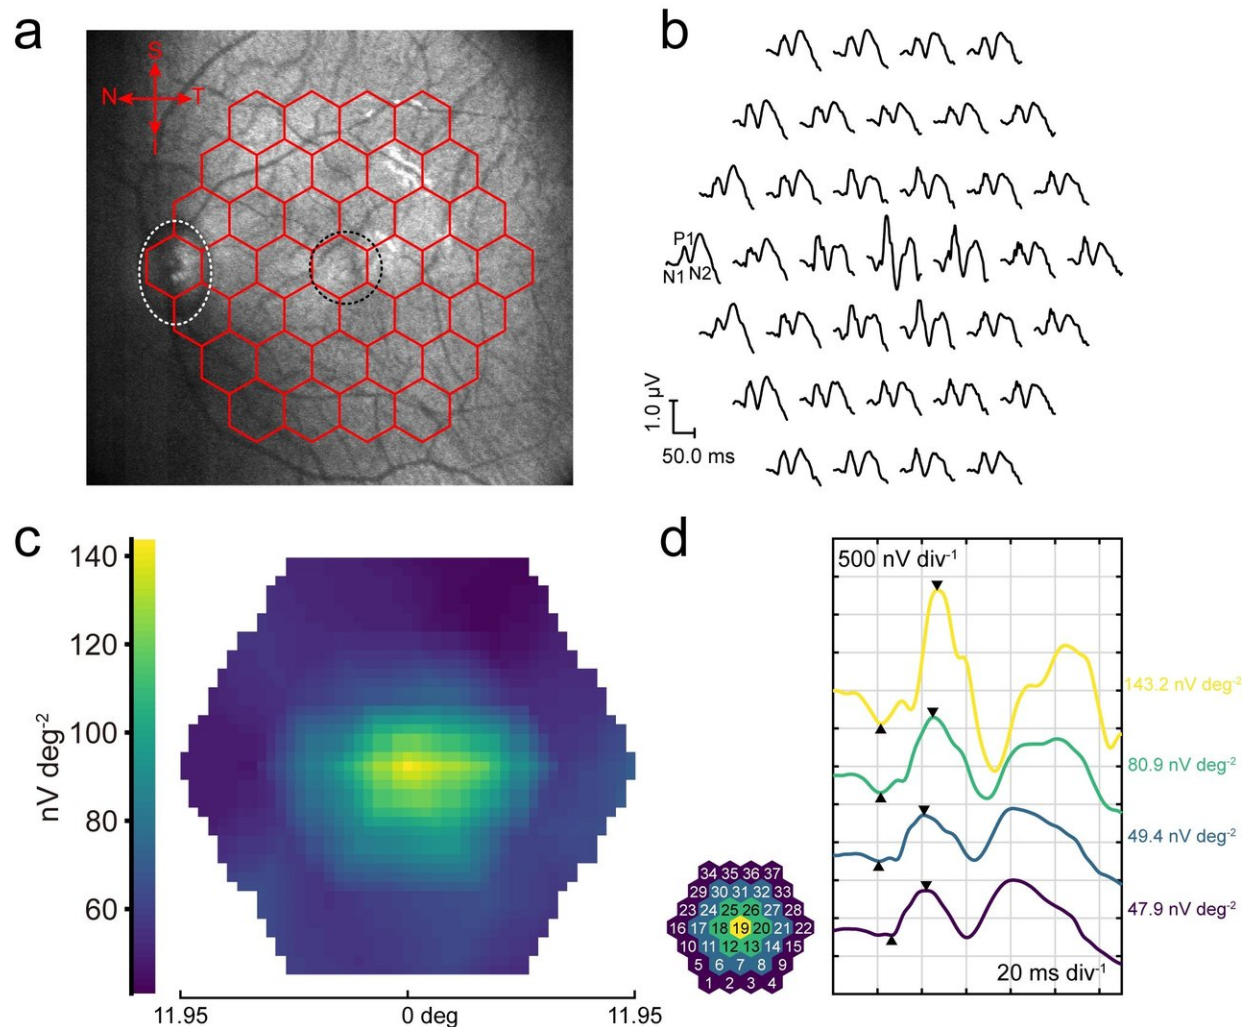 a
S
N T
b
P1
N1 N2
1.0 µV
50.0 ms
c
nV deg⁻²
140
120
100
80
60
11.95 0 deg 11.95
34 35 36 37
29 30 31 32 33
23 24 25 26 27 28
16 17 18 19 20 21 22
10 11 12 13 14 15
5 6 7 8 9
1 2 3 4
d
500 nV div⁻¹
143.2 nV deg⁻²
80.9 nV deg⁻²
49.4 nV deg⁻²
47.9 nV deg⁻²
20 ms div⁻¹